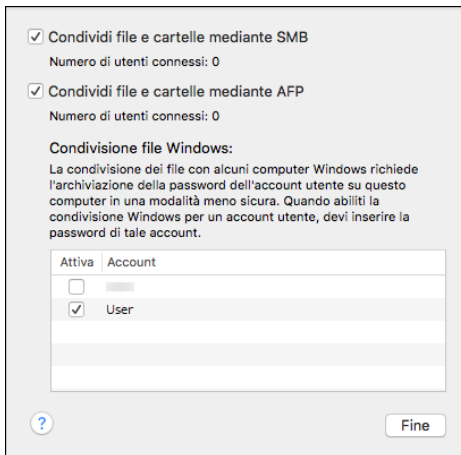 Condividi file e cartelle mediante SMB
Numero di utenti connessi: 0
Condividi file e cartelle mediante AFP
Numero di utenti connessi: 0
Condivisione file Windows:
La condivisione dei file con alcuni computer Windows richiede
l'archiviazione della password dell'account utente su questo
computer in una modalità meno sicura. Quando abiliti la
condivisione Windows per un account utente, devi inserire la
password di tale account.
Attiva Account
User
? Fine